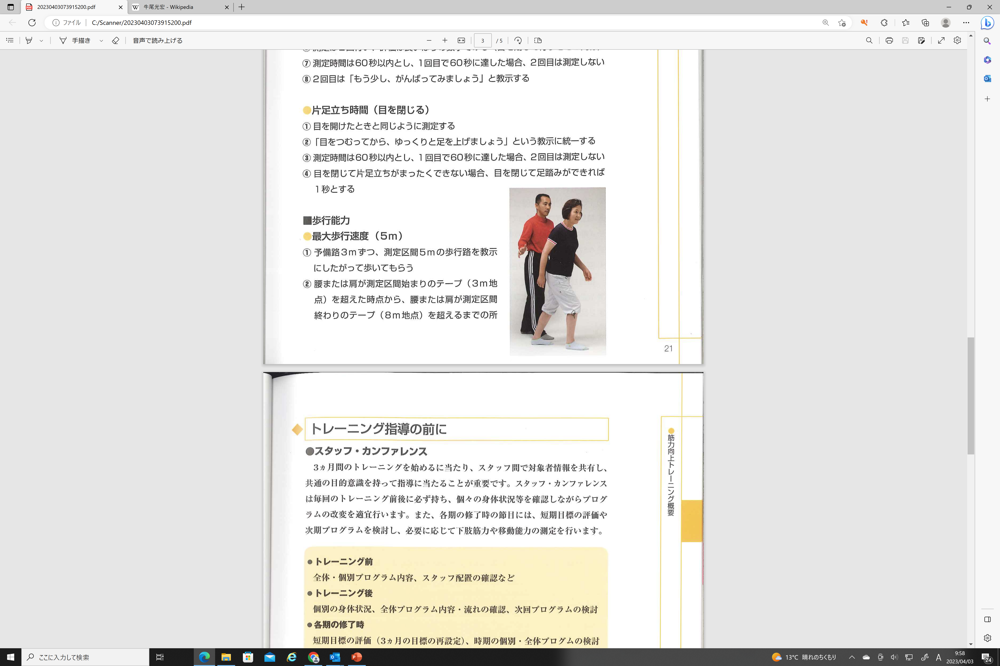 20230403073915200.pdf
牛尾光宏 - Wikipedia
ファイル
C:/Scanner/20230403073915200.pdf
手描き
音声で読み上げる
3 / 5
⑦ 測定時間は60秒以内とし、1回目で60秒に達した場合、2回目は測定しない
⑧ 2回目は「もう少し、がんばってみましょう」と教示する
●片足立ち時間（目を閉じる）
① 目を開けたときと同じように測定する
②「目をつむってから、ゆっくりと足を上げましょう」という教示に統一する
③ 測定時間は60秒以内とし、1回目で60秒に達した場合、2回目は測定しない
④ 目を閉じて片足立ちがまったくできない場合、目を閉じて足踏みができれば
1秒とする
■歩行能力
●最大歩行速度（5m）
① 予備路3mずつ、測定区間5mの歩行路を教示
にしたがって歩いてもらう
② 腰または肩が測定区間始まりのテープ（3m地
点）を超えた時点から、腰または肩が測定区間
終わりのテープ（8m地点）を超えるまでの所
21
トレーニング指導の前に
●スタッフ・カンファレンス
3ヵ月間のトレーニングを始めるに当たり、スタッフ間で対象者情報を共有し、
共通の目的意識を持って指導に当たることが重要です。スタッフ・カンファレンス
は毎回のトレーニング前後に必ず持ち、個々の身体状況等を確認しながらプログ
ラムの改変を適宜行います。また、各期の修了時の節目には、短期目標の評価や
次期プログラムを検討し、必要に応じて下肢筋力や移動能力の測定を行います。
●トレーニング前
全体・個別プログラム内容、スタッフ配置の確認など
●トレーニング後
個別の身体状況、全体プログラム内容・流れの確認、次回プログラムの検討
●各期の修了時
短期目標の評価（3ヵ月の目標の再設定）、時期の個別・全体プログムの検討
●筋力向上トレーニング概要
ここに入力して検索
13°C 晴れのちくもり
A
9:58
2023/04/03
24